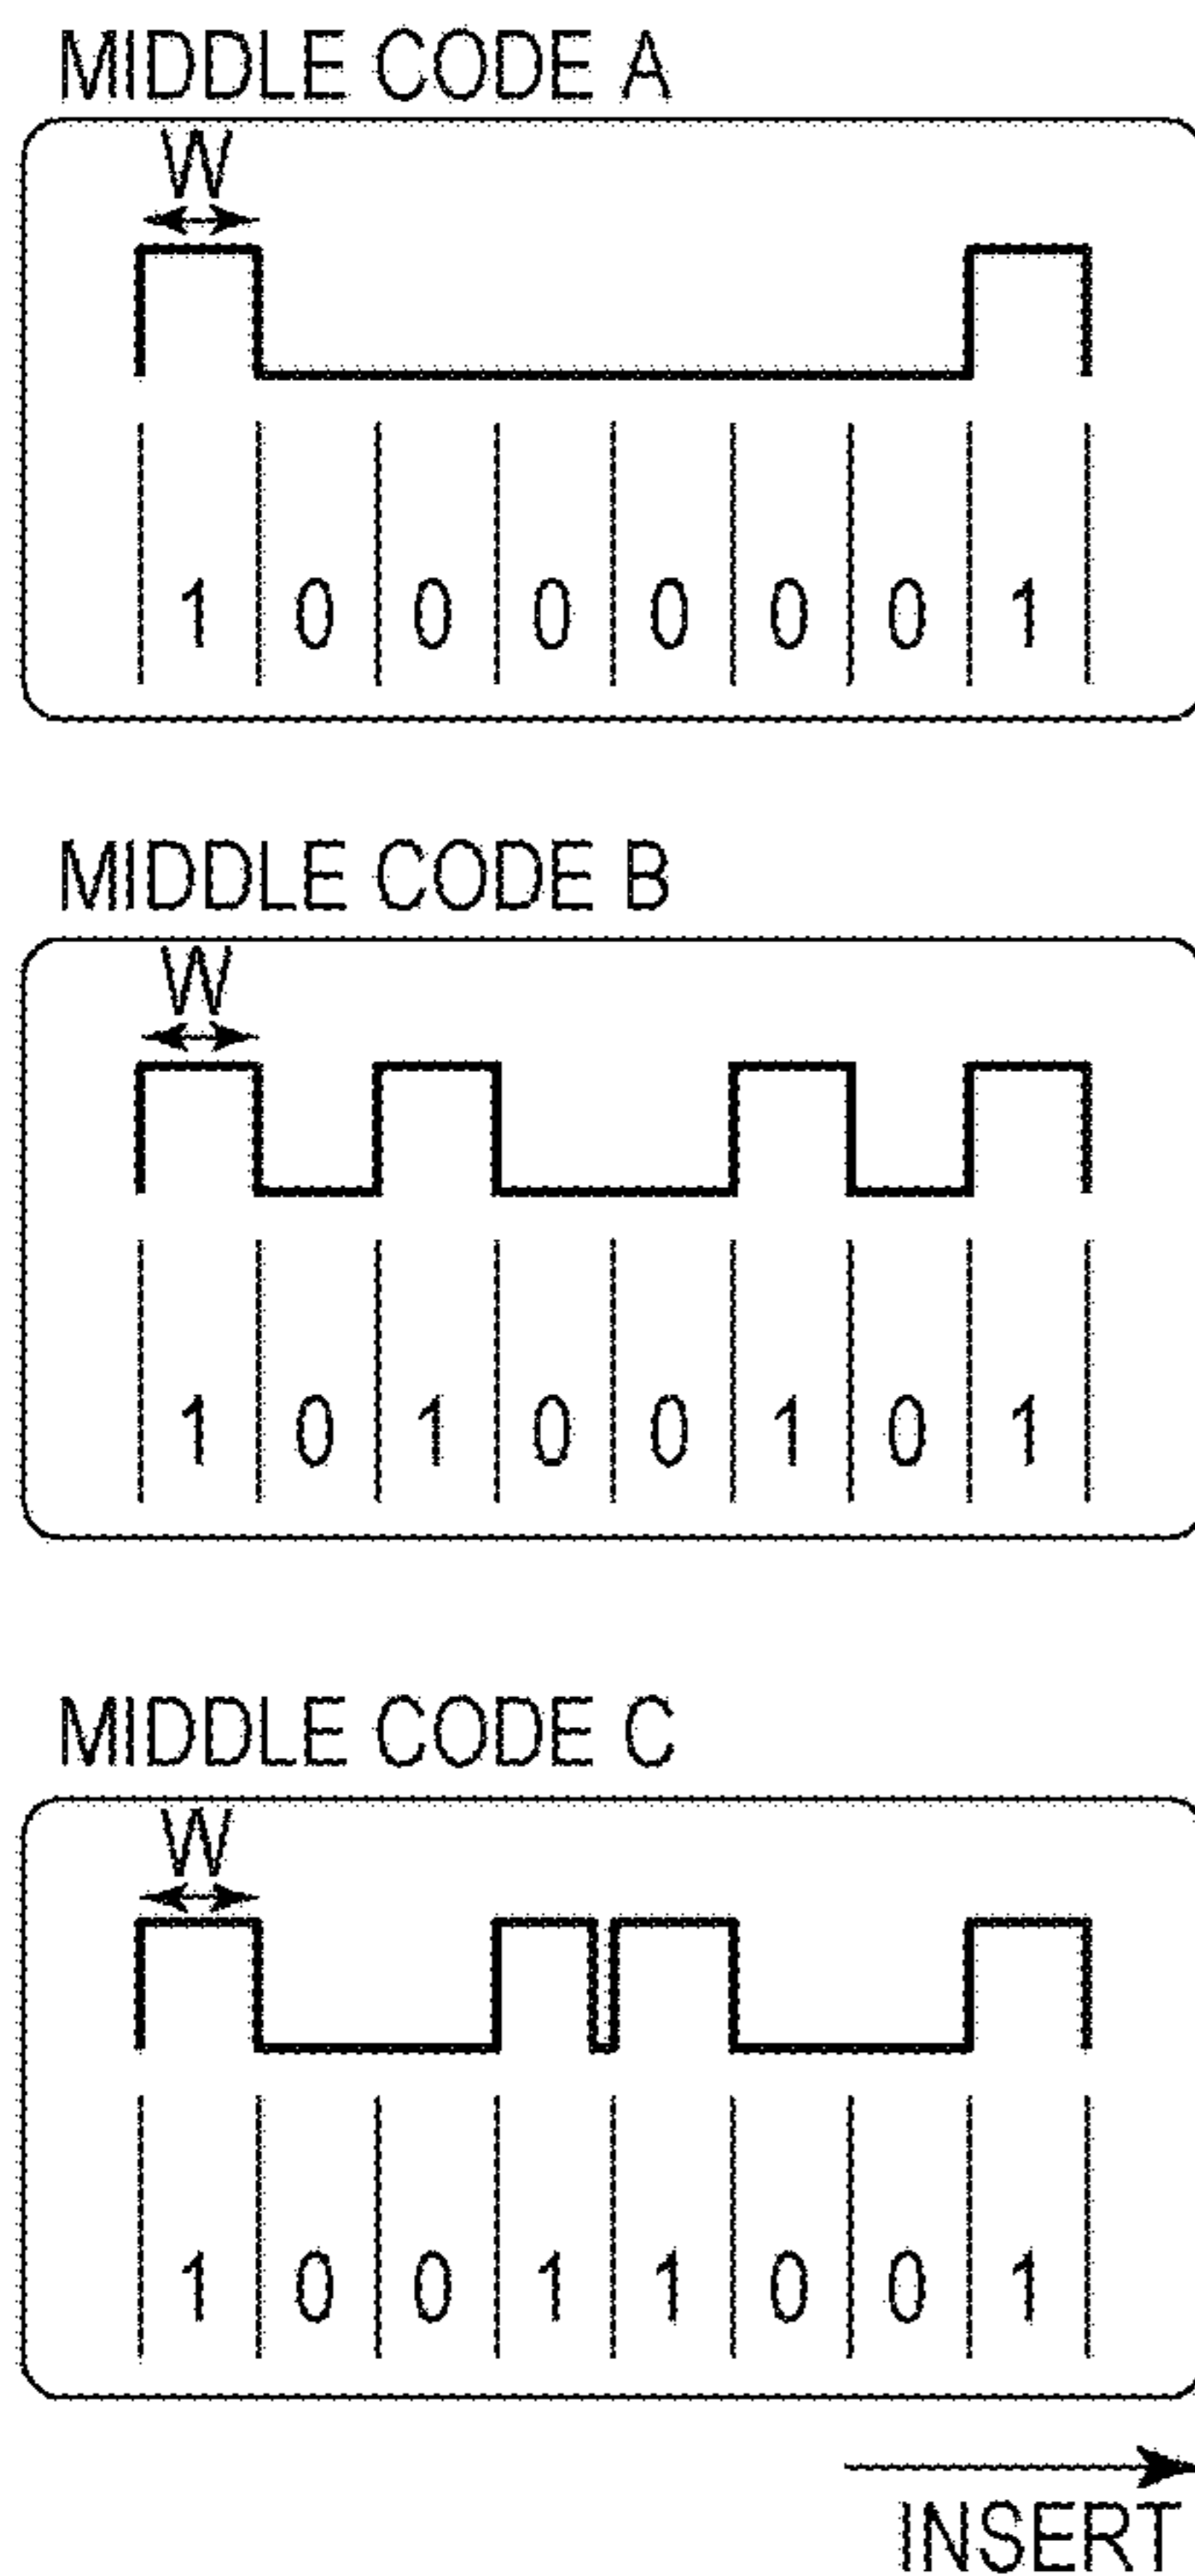 MIDDLE CODE A
W
1 0 0 0 0 0 0 1
MIDDLE CODE B
W
1 0 1 0 0 1 0 1
MIDDLE CODE C
W
1 0 0 1 1 0 0 1
INSERT